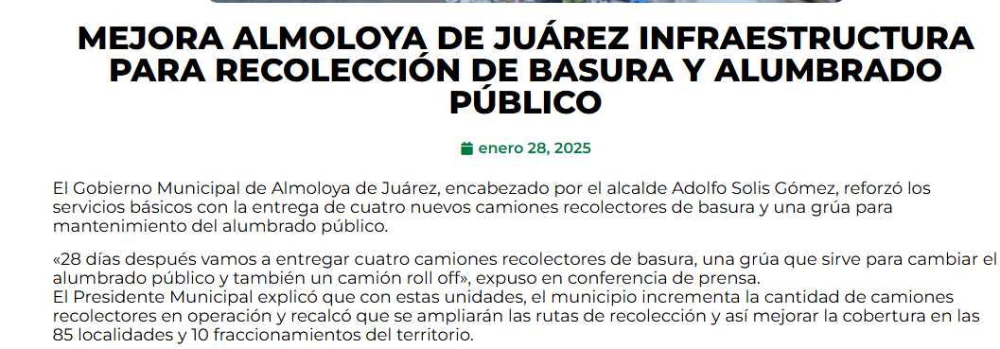 MEJORA ALMOLOYA DE JUÁREZ INFRAESTRUCTURA
PARA RECOLECCIÓN DE BASURA Y ALUMBRADO
PÚBLICO
enero 28, 2025
El Gobierno Municipal de Almoloya de Juárez, encabezado por el alcalde Adolfo Solis Gómez, reforzó los
servicios básicos con la entrega de cuatro nuevos camiones recolectores de basura y una grúa para
mantenimiento del alumbrado público.
«28 días después vamos a entregar cuatro camiones recolectores de basura, una grúa que sirve para cambiar el
alumbrado público y también un camión roll off», expuso en conferencia de prensa.
El Presidente Municipal explicó que con estas unidades, el municipio incrementa la cantidad de camiones
recolectores en operación y recalcó que se ampliarán las rutas de recolección y así mejorar la cobertura en las
85 localidades y 10 fraccionamientos del territorio.